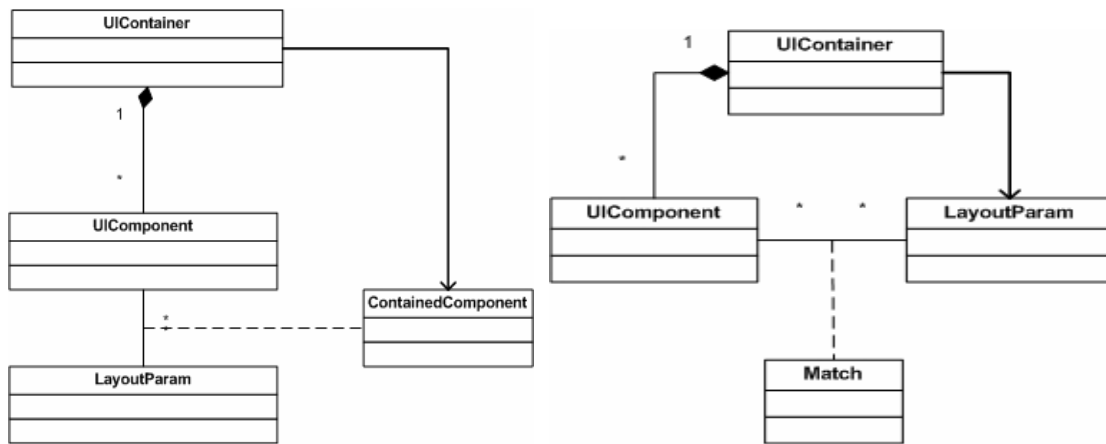 UIContainer
1
*
UIComponent
ContainedComponent
*
*
LayoutParam
UIContainer
1
*
UIComponent
*
*
LayoutParam
Match